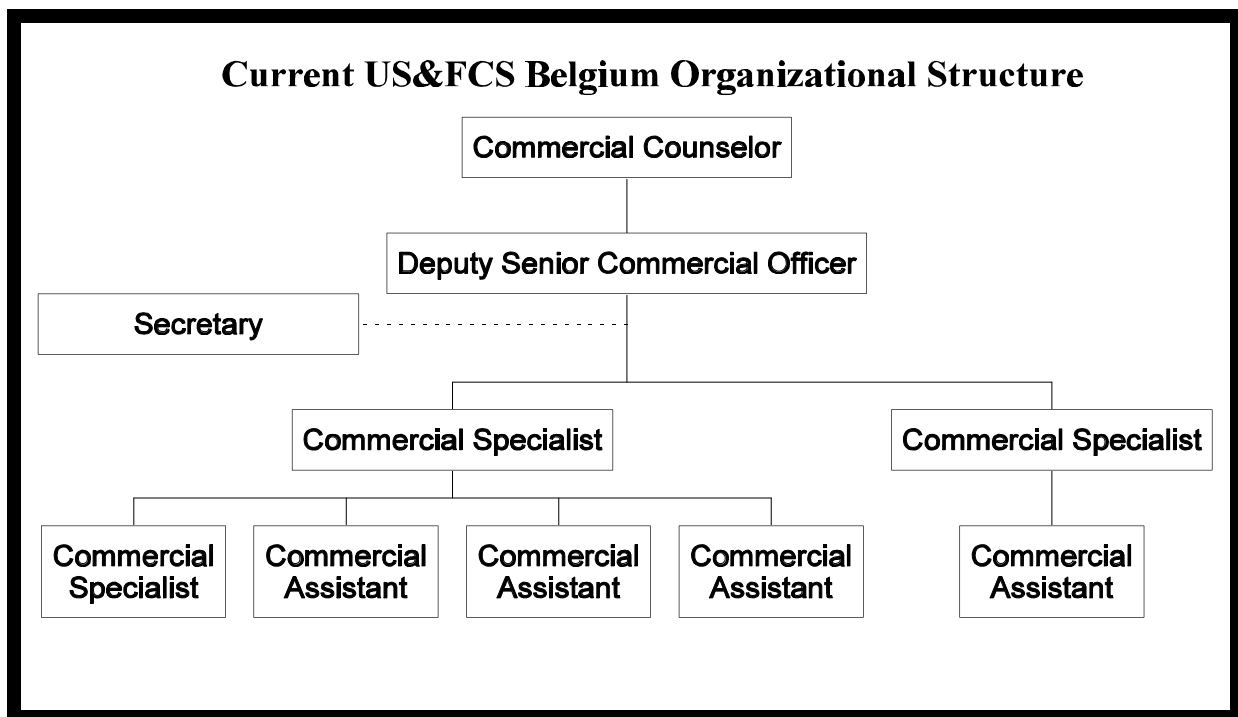 Current US&FCS Belgium Organizational Structure
Commercial Counselor
Deputy Senior Commercial Officer
Secretary
Commercial Specialist
Commercial Specialist
Commercial
Specialist
Commercial
Assistant
Commercial
Assistant
Commercial
Assistant
Commercial
Assistant